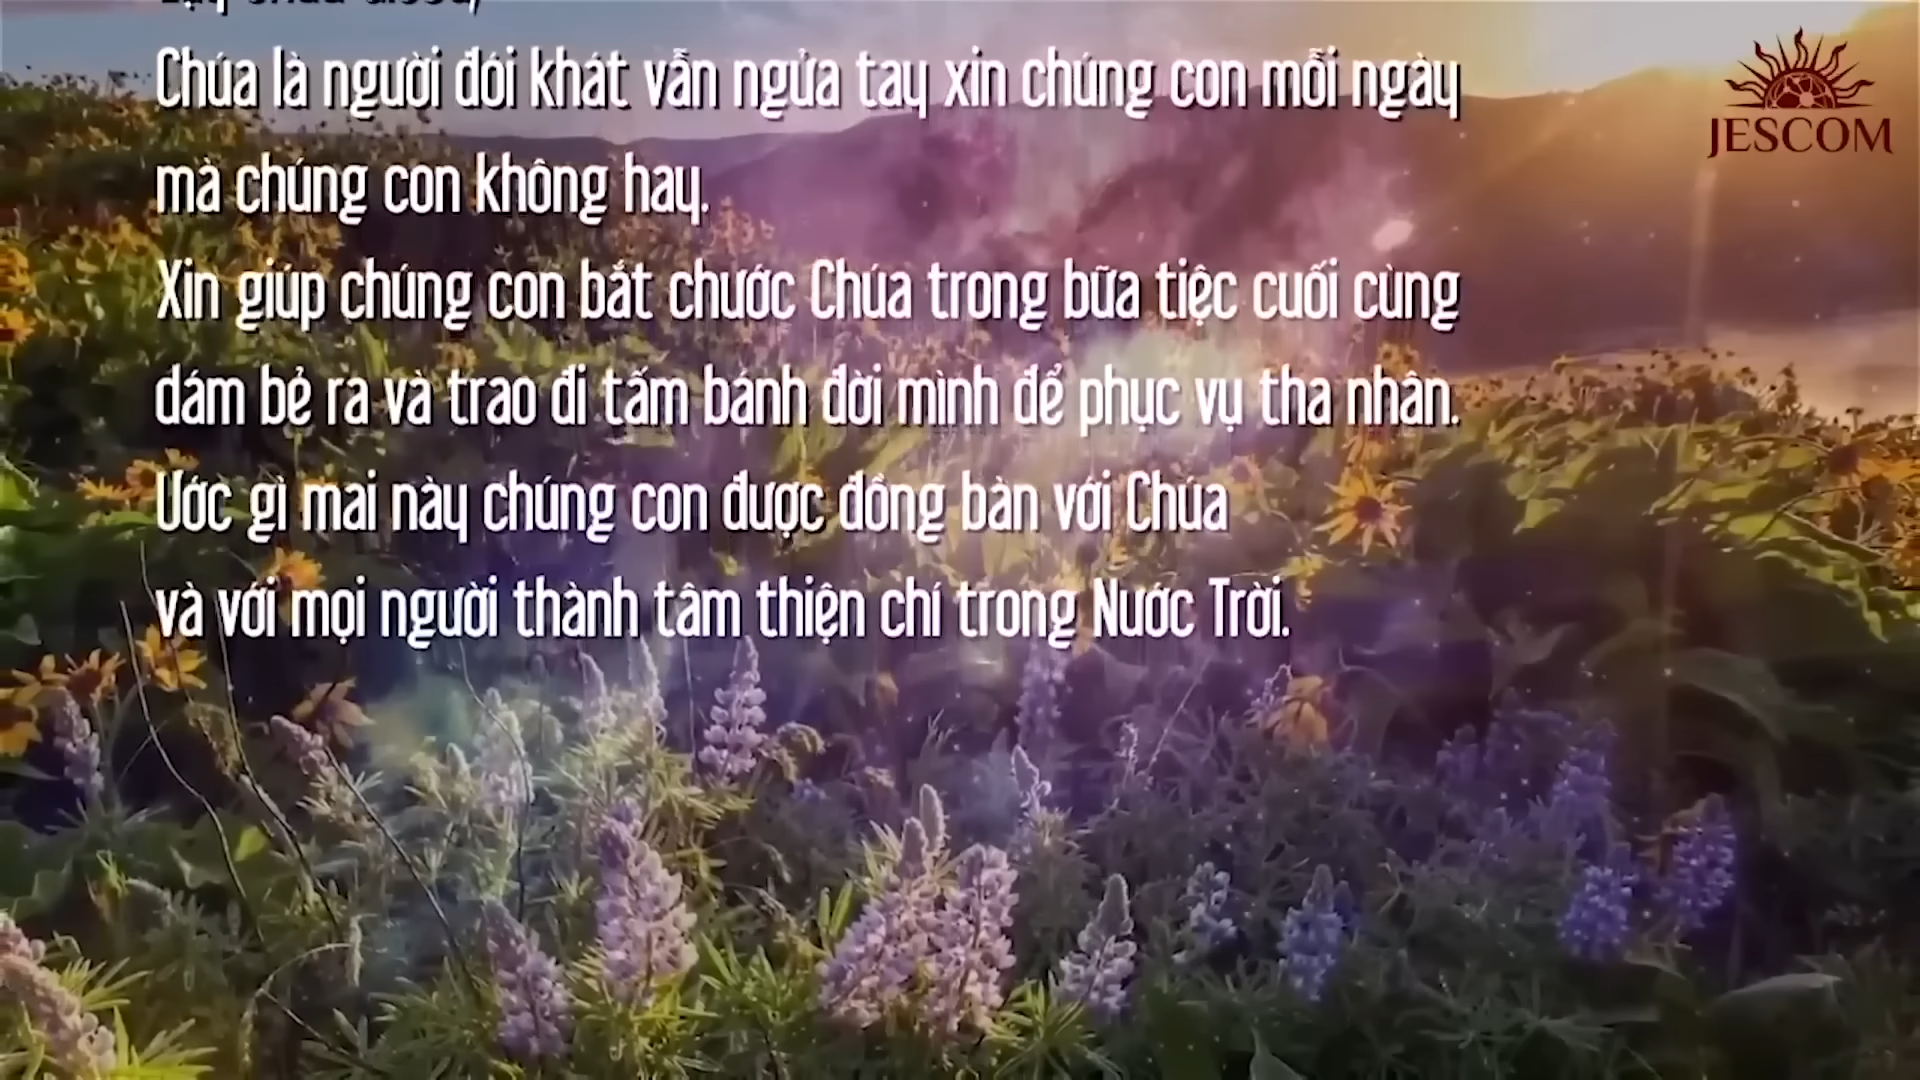 Chúa là người đói khát vẫn ngửa tay xin chúng con mỗi ngày
mà chúng con không hay.
Xin giúp chúng con bắt chước Chúa trong bữa tiệc cuối cùng
dám bẻ ra và trao đi tấm bánh đời mình để phục vụ tha nhân.
Ước gì mai này chúng con được đồng bàn với Chúa
và với mọi người thành tâm thiện chí trong Nước Trời.
JESCOM